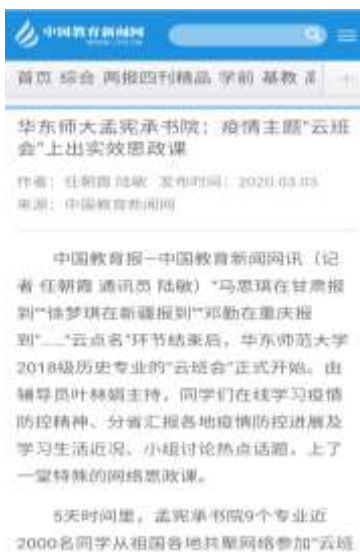 中国教育新闻网
首页 综合 两报四刊精品 学前 基教 高
华东师大孟宪承书院：疫情主题"云班
会"上出实效思政课
作者：任朝霞 陆敏 发布时间：2020-03-03
来源：中国教育新闻网
中国教育报—中国教育新闻网讯（记
者 任朝霞 通讯员 陆敏）"马思琪在甘肃报
到""徐梦琪在新疆报到""邓勤在重庆报
到"……"云点名"环节结束后，华东师范大学
2018级历史专业的"云班会"正式开始。由
辅导员叶林娟主持，同学们在线学习疫情
防控精神、分省汇报各地疫情防控进展及
学习生活近况、小组讨论热点话题，上了
一堂特殊的网络思政课。
5天时间里，孟宪承书院9个专业近
2000名同学从祖国各地共聚网络参加"云班